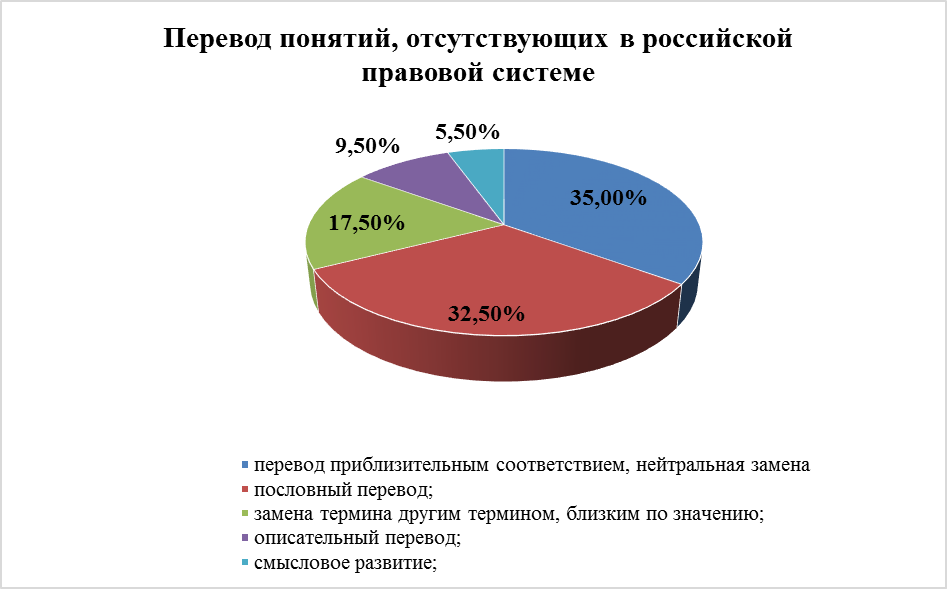 Перевод понятий, отсутствующих в российской
правовой системе
5,50%
9,50%
35,00%
17,50%
32,50%
перевод приблизительным соответствием, нейтральная замена
пословный перевод;
замена термина другим термином, близким по значению;
описательный перевод;
смысловое развитие;